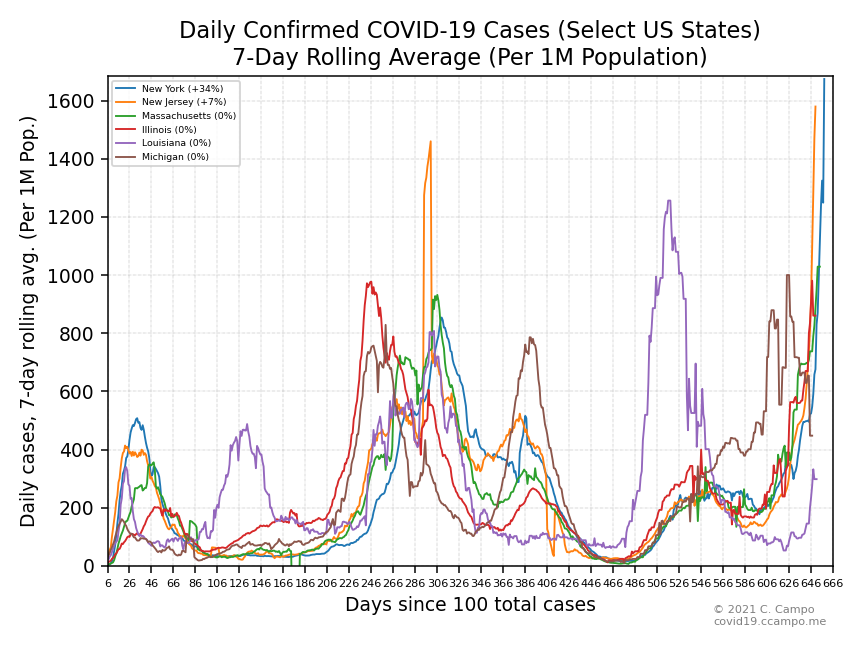 Daily Confirmed COVID-19 Cases (Select US States)
7-Day Rolling Average (Per 1M Population)
New York (+34%)
New Jersey (+7%)
Massachusetts (0%)
Illinois (0%)
Louisiana (0%)
Michigan (0%)
Daily cases, 7-day rolling avg. (Per 1M Pop.)
1600
1400
1200
1000
800
600
400
200
0
6 26 46 66 86 106 126 146 166 186 206 226 246 266 286 306 326 346 366 386 406 426 446 466 486 506 526 546 566 586 606 626 646 666
Days since 100 total cases
© 2021 C. Campo
covid19.ccampo.me